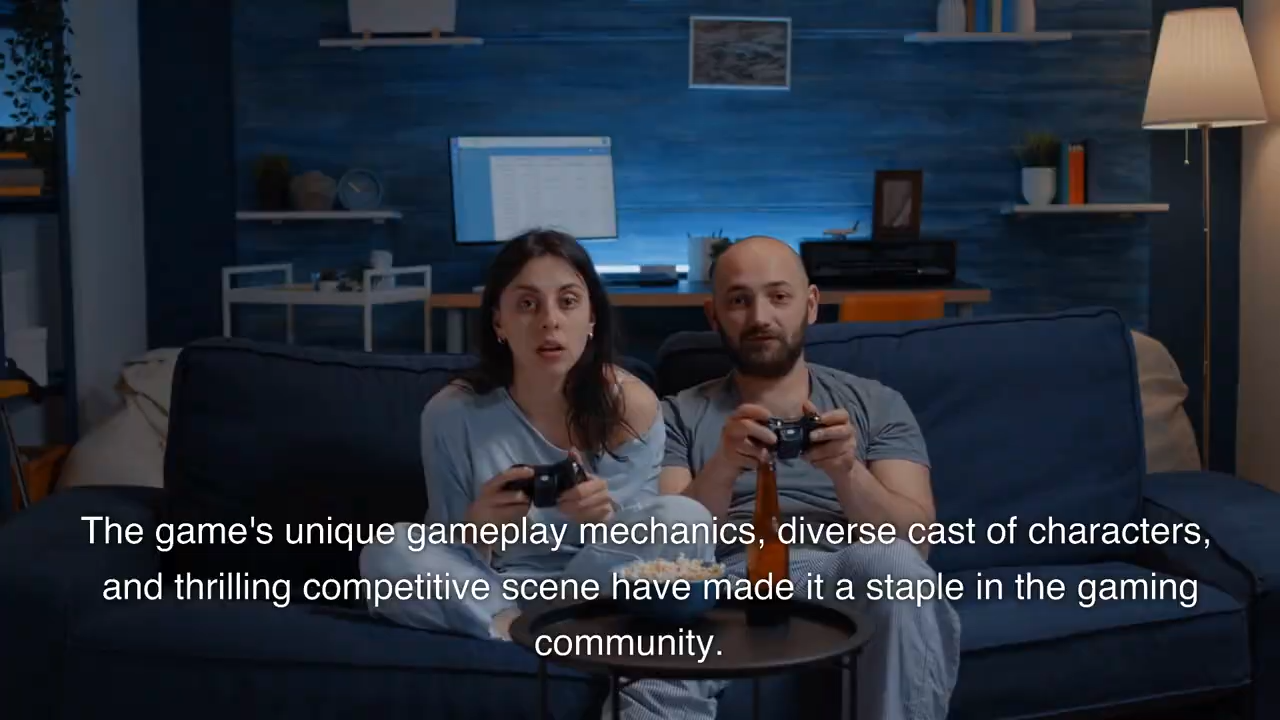 The game's unique gameplay mechanics, diverse cast of characters,
and thrilling competitive scene have made it a staple in the gaming
community.